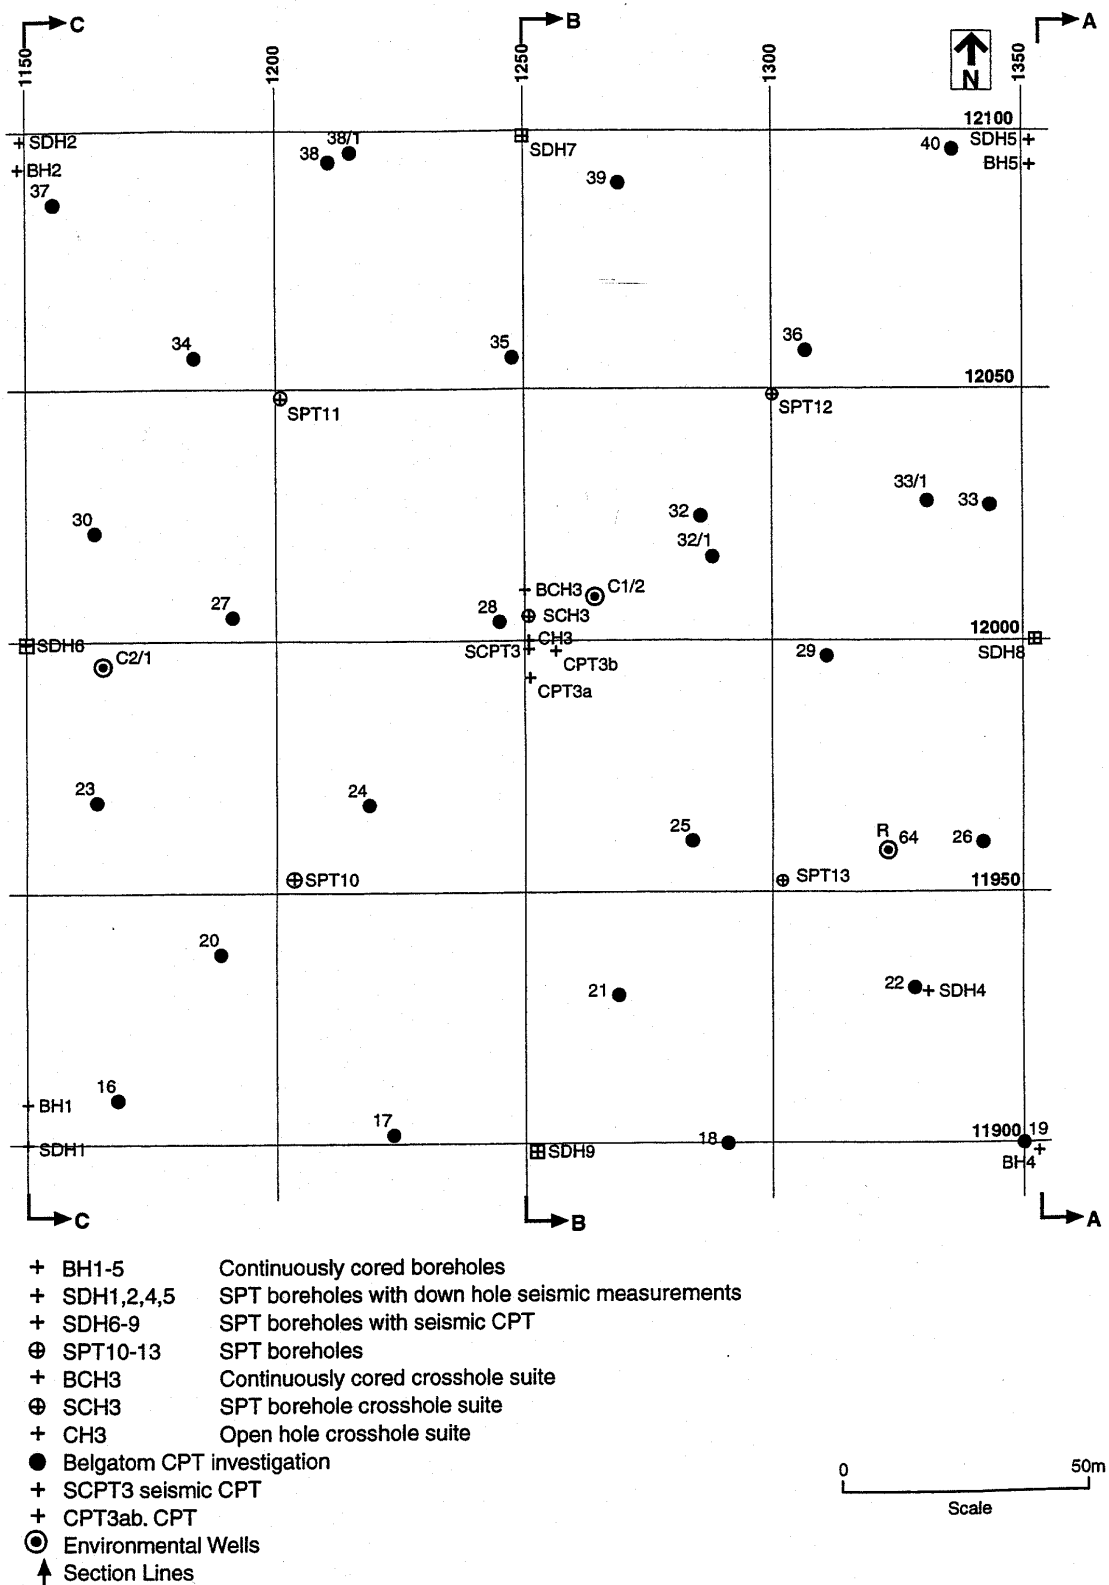 C
B
A
1150
1200
1250
1300
1350
N
12100
SDH2
38/1
SDH5
38
SDH7
40
BH2
BH5
37
39
34
35
36
12050
SPT11
SPT12
33/1
33
30
32
32/1
BCH3
C1/2
27
28
SCH3
12000
SDH6
CH3
C2/1
SCPT3
CPT3b
29
SDH8
CPT3a
23
24
25
R
64
26
SPT10
SPT13
11950
20
21
22
SDH4
16
BH1
17
18
11900
19
SDH1
SDH9
BH4
C
B
A
BH1-5 Continuously cored boreholes
SDH1,2,4,5 SPT boreholes with down hole seismic measurements
SDH6-9 SPT boreholes with seismic CPT
SPT10-13 SPT boreholes
BCH3 Continuously cored crosshole suite
SCH3 SPT borehole crosshole suite
CH3 Open hole crosshole suite
Belgatom CPT investigation
SCPT3 seismic CPT
CPT3ab. CPT
Environmental Wells
Section Lines
0 50m
Scale